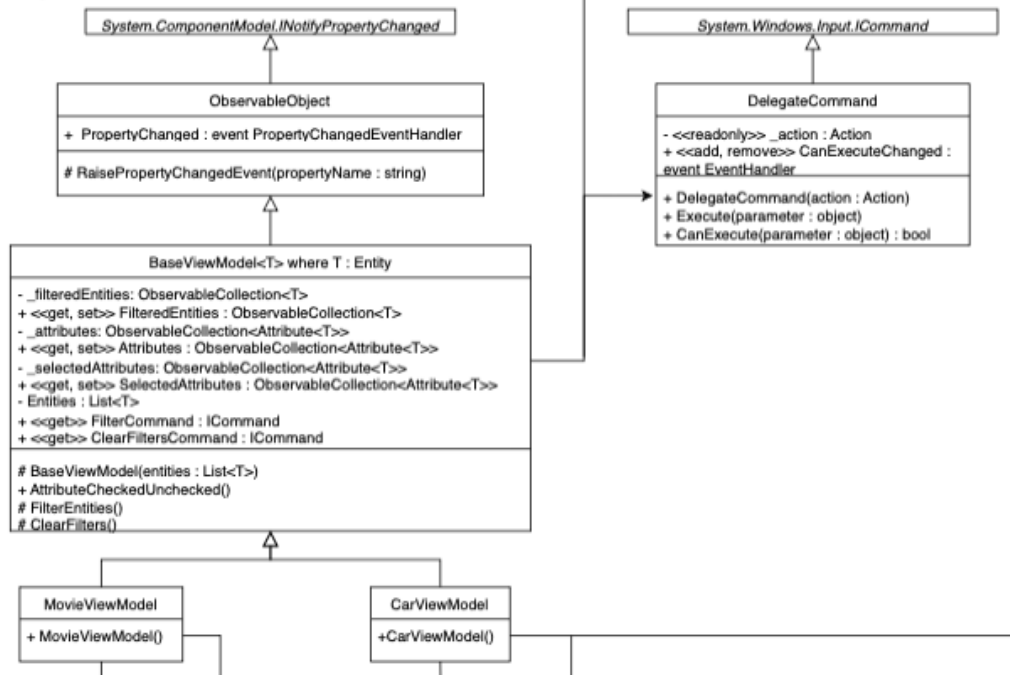 System.ComponentModel.INotifyPropertyChanged
System.Windows.Input.ICommand
ObservableObject
+ PropertyChanged : event PropertyChangedEventHandler
# RaisePropertyChangedEvent(propertyName : string)
DelegateCommand
- <<readonly>> _action : Action
+ <<add, remove>> CanExecuteChanged :
event EventHandler
+ DelegateCommand(action : Action)
+ Execute(parameter : object)
+ CanExecute(parameter : object) : bool
BaseViewModel<T> where T : Entity
- _filteredEntities: ObservableCollection<T>
+ <<get, set>> FilteredEntities : ObservableCollection<T>
- _attributes: ObservableCollection<Attribute<T>>
+ <<get, set>> Attributes : ObservableCollection<Attribute<T>>
- _selectedAttributes: ObservableCollection<Attribute<T>>
+ <<get, set>> SelectedAttributes : ObservableCollection<Attribute<T>>
- Entities : List<T>
+ <<get>> FilterCommand : ICommand
+ <<get>> ClearFiltersCommand : ICommand
# BaseViewModel(entities : List<T>)
+ AttributeCheckedUnchecked()
# FilterEntities()
# ClearFilters()
MovieViewModel
+ MovieViewModel()
CarViewModel
+CarViewModel()